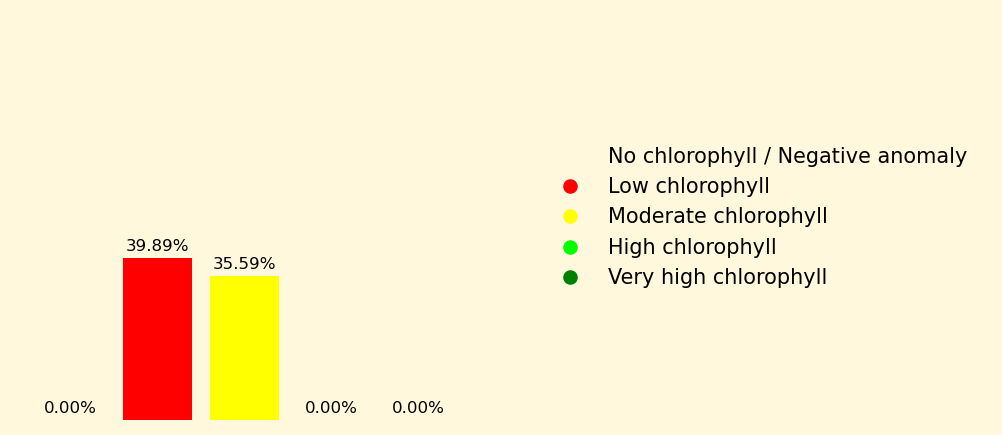 No chlorophyll / Negative anomaly
Low chlorophyll
Moderate chlorophyll
High chlorophyll
Very high chlorophyll
39.89%
35.59%
0.00%
0.00%
0.00%